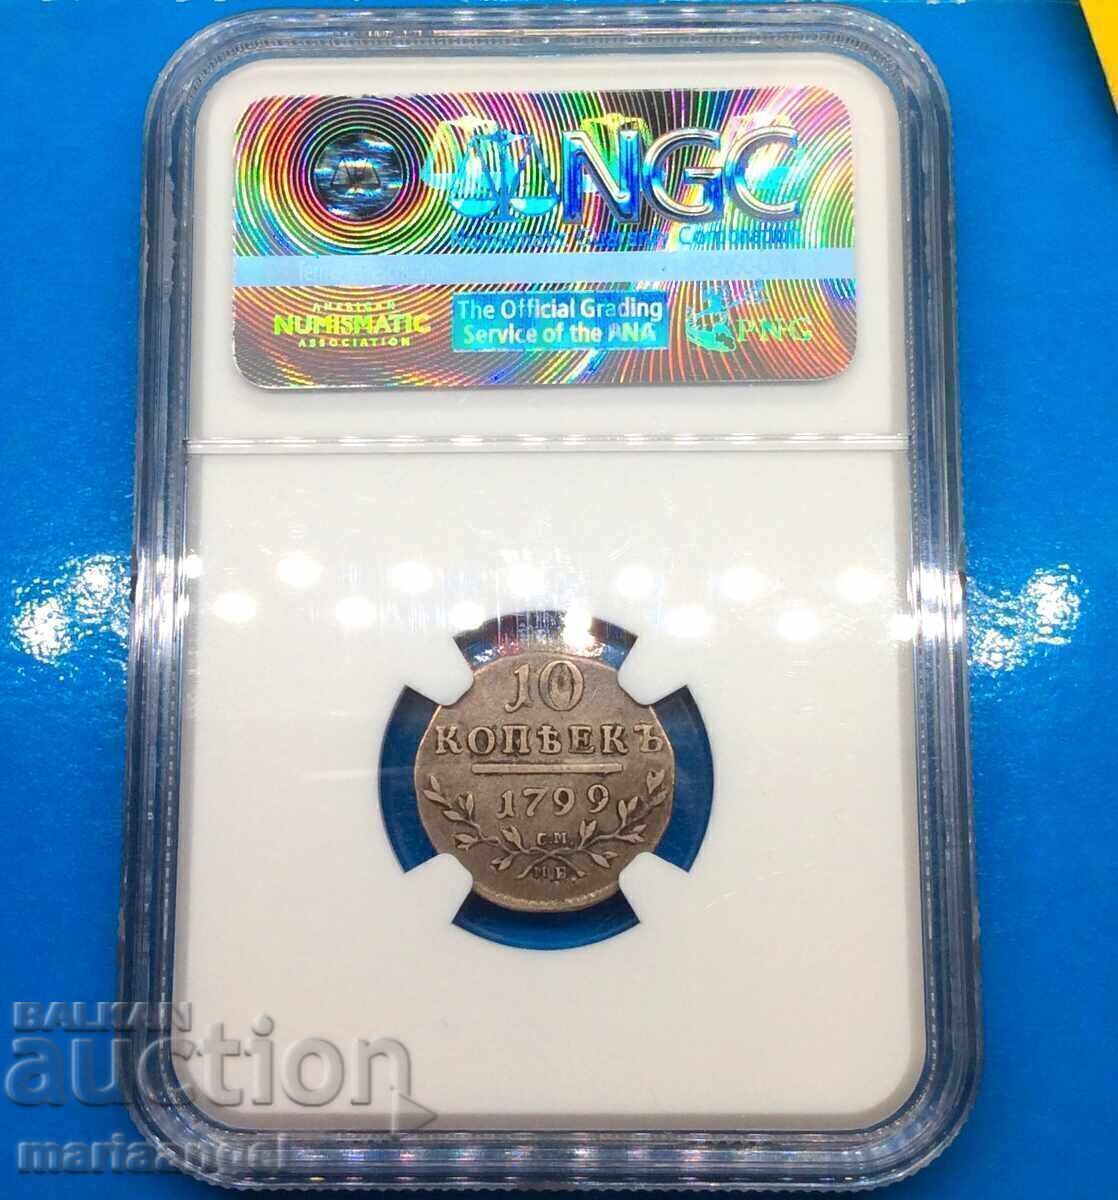 NGC
Numismatic Guaranty Corporation
AMERICAN
NUMISMATIC
ASSOCIATION
The Official Grading
Service of the ANA
PNG
10
КОПѢЕКЪ
1799
С.М.
BALKAN
auction
mariaangel